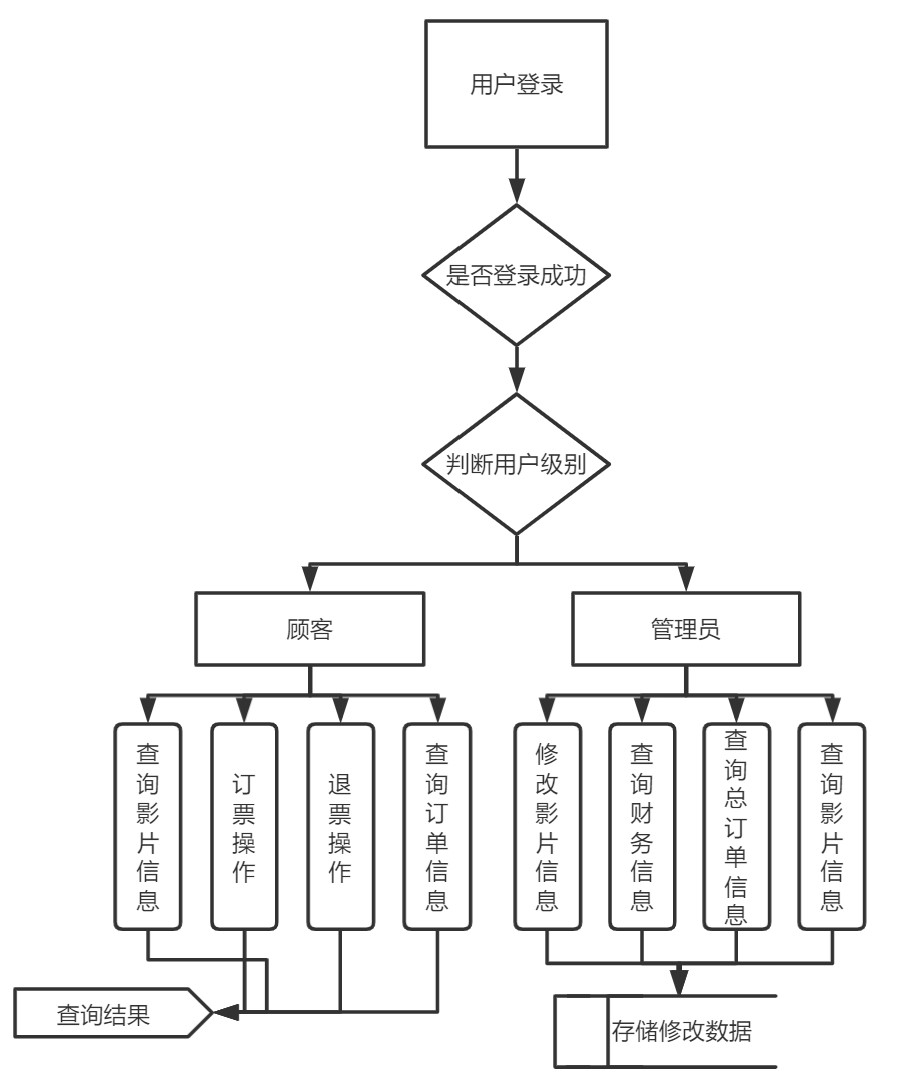 用户登录
是否登录成功
判断用户级别
顾客
管理员
查询影片信息
订票操作
退票操作
查询订单信息
修改影片信息
查询财务信息
查询总订单信息
查询影片信息
查询结果
存储修改数据